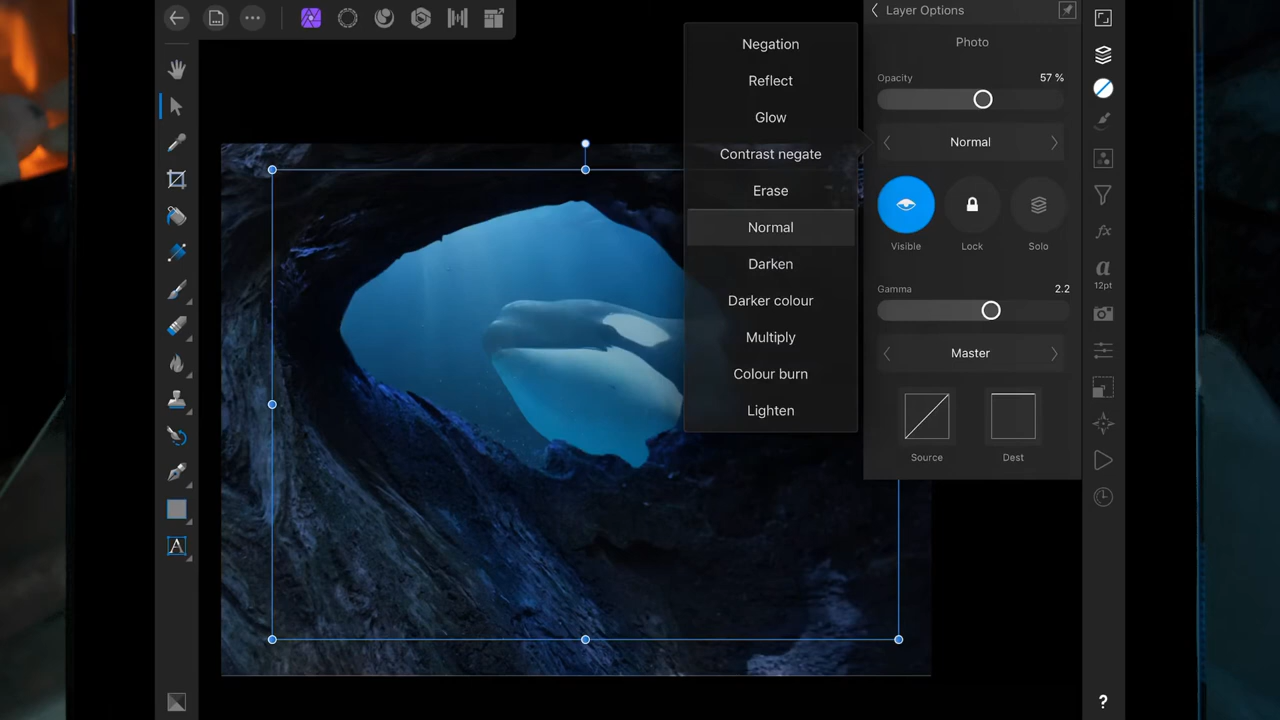 Layer Options
Photo
Opacity
57 %
Normal
Visible
Lock
Solo
Gamma
2.2
Master
Source
Dest
Negation
Reflect
Glow
Contrast negate
Erase
Normal
Darken
Darker colour
Multiply
Colour burn
Lighten
A
fx
a
12pt
?